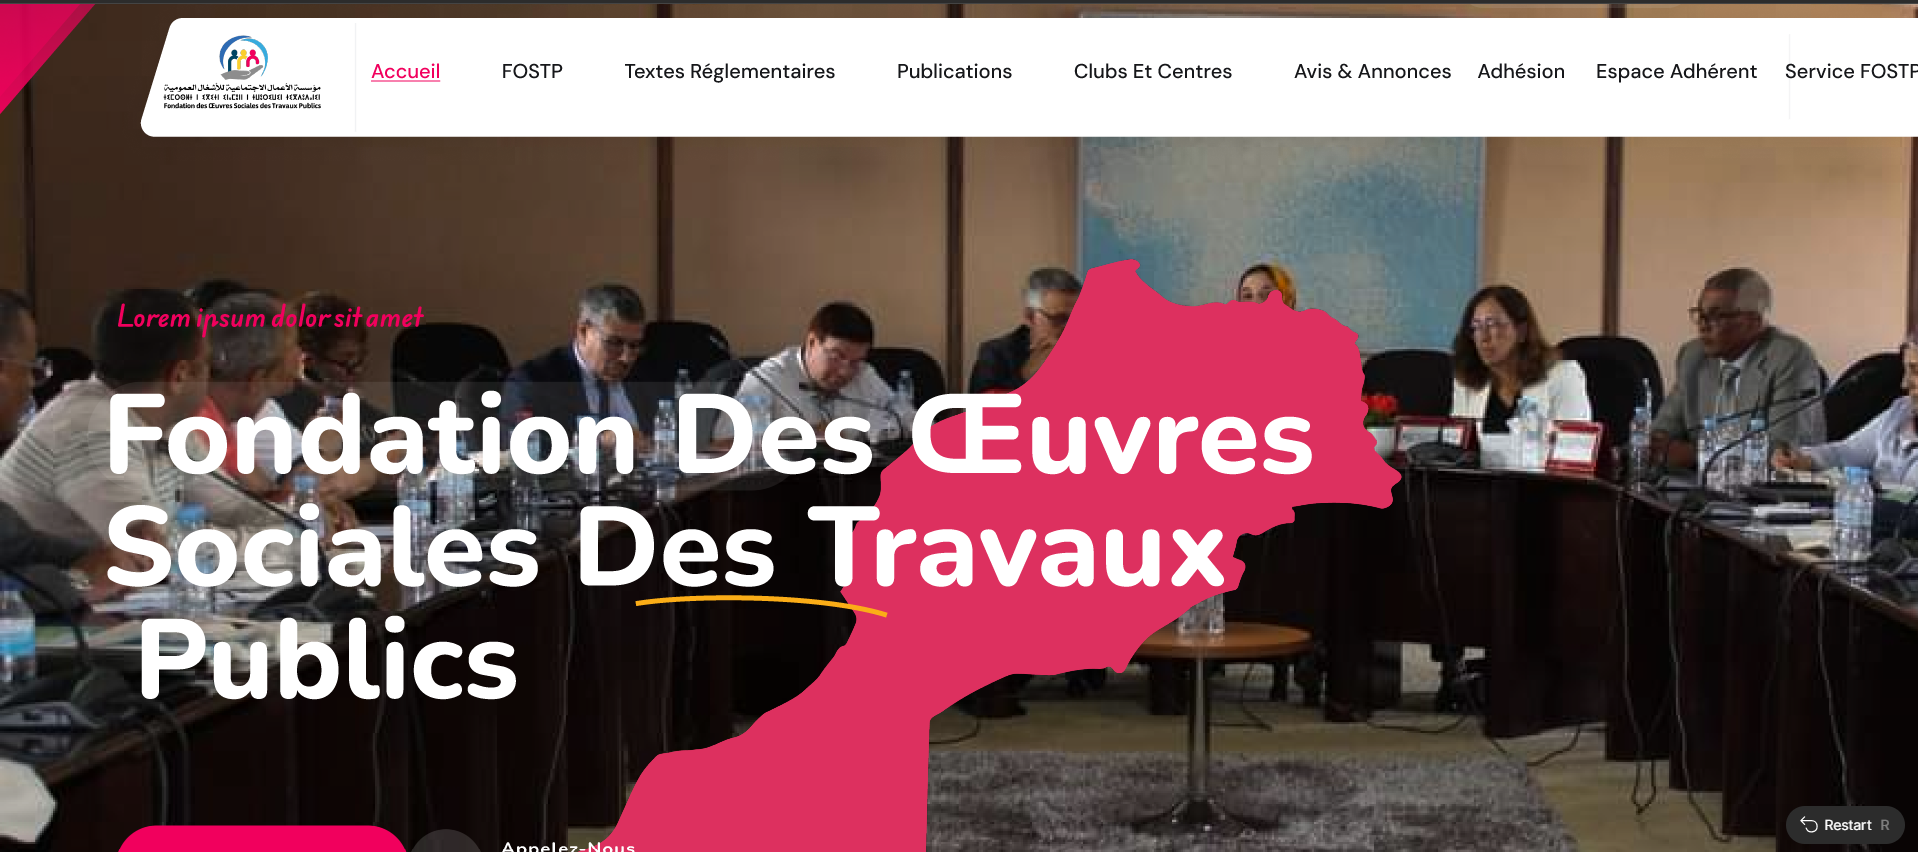 مؤسسة الأعمال الاجتماعية للأشغال العمومية
Fondation des Œuvres Sociales des Travaux Publics
Accueil
FOSTP
Textes Réglementaires
Publications
Clubs Et Centres
Avis & Annonces
Adhésion
Espace Adhérent
Service FOSTP
Lorem ipsum dolor sit amet
Fondation Des Œuvres
Sociales Des Travaux
Publics
Appelez-Nous
Restart R